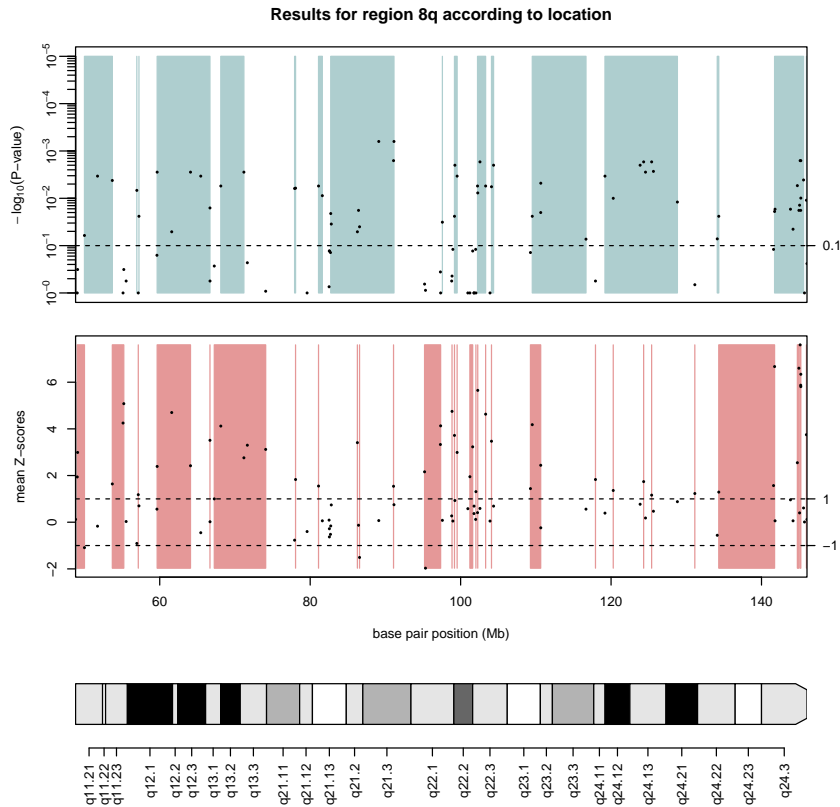 Results for region 8q according to location
− log10(P-value)
10−5
10−4
10−3
10−2
10−1
10−0
0.1
mean Z-scores
6
4
2
0
−2
1
−1
60 80 100 120 140
base pair position (Mb)
q11.21 q11.22 q11.23 q12.1 q12.2 q12.3 q13.1 q13.2 q13.3 q21.11 q21.12 q21.13 q21.2 q21.3 q22.1 q22.2 q22.3 q23.1 q23.2 q23.3 q24.11 q24.12 q24.13 q24.21 q24.22 q24.23 q24.3